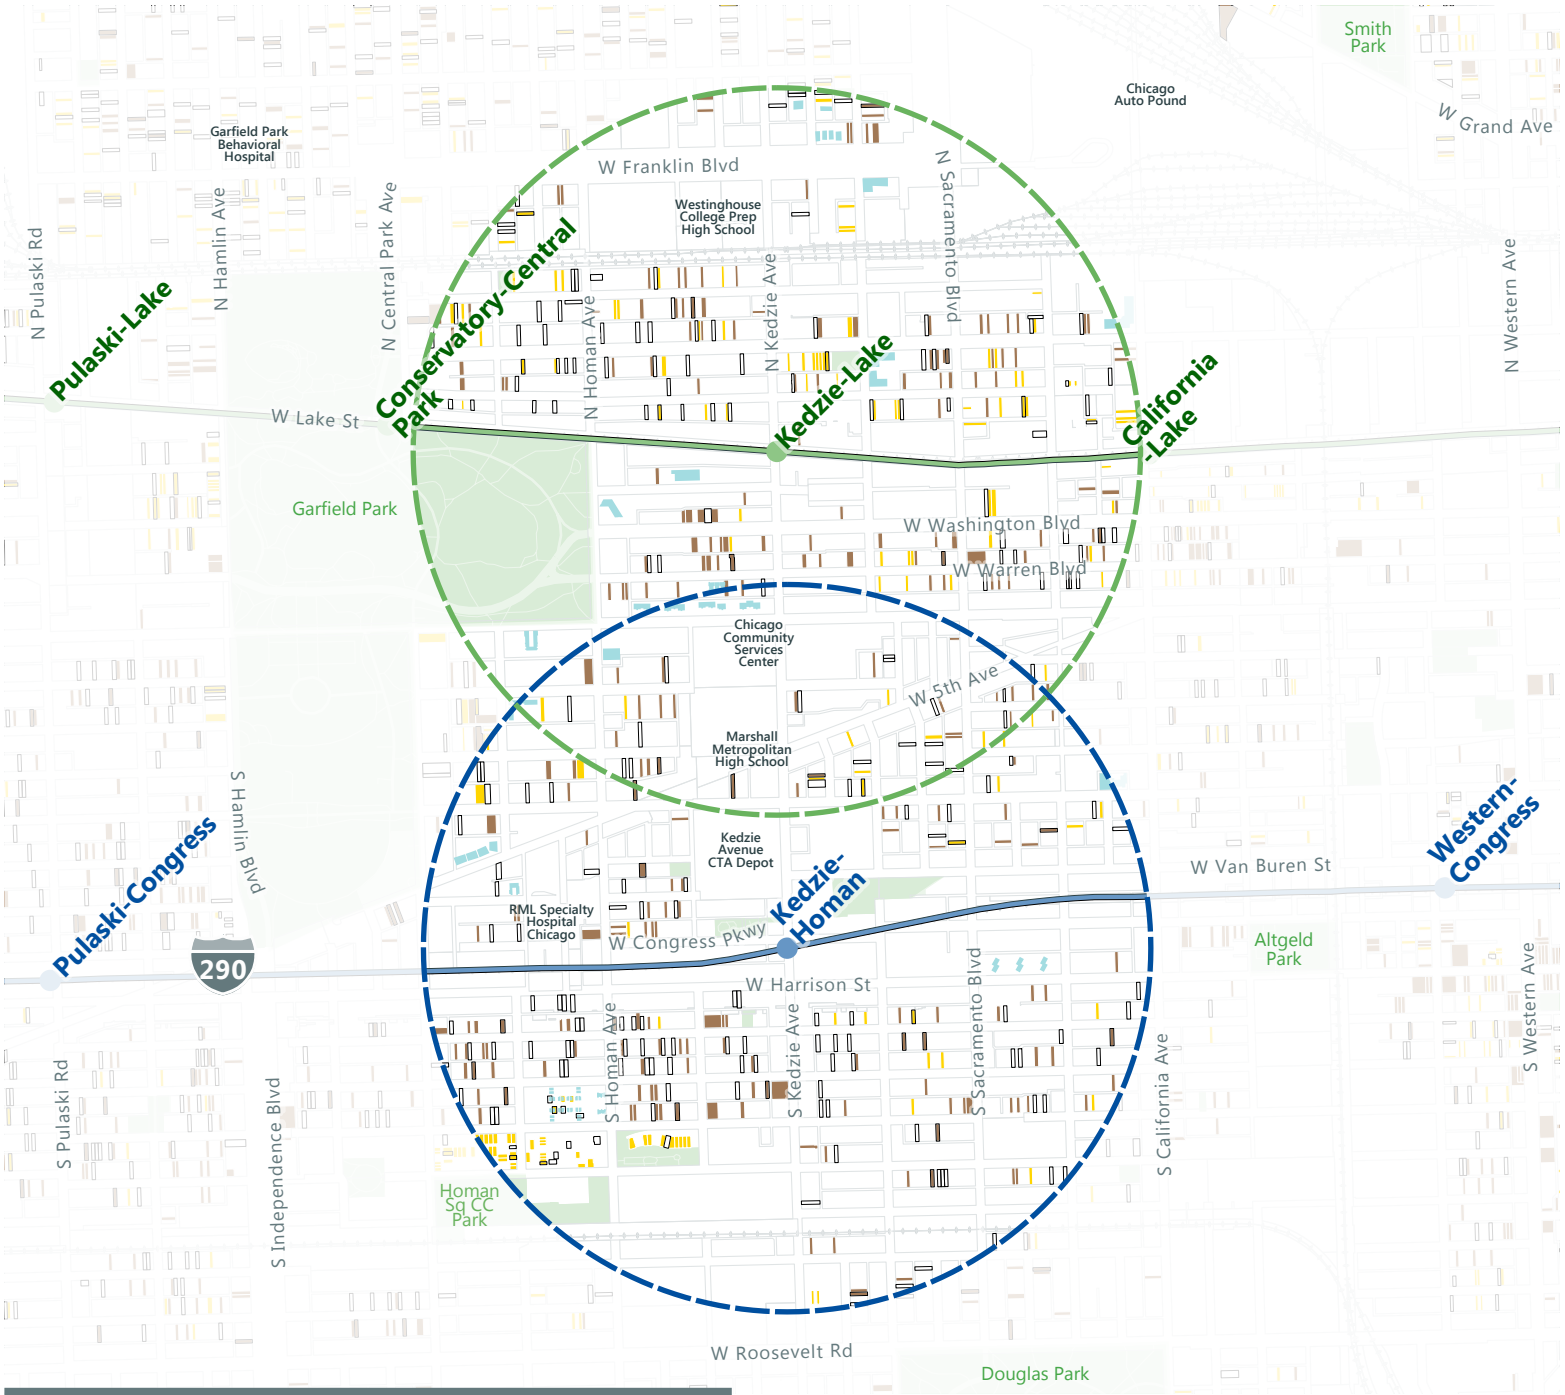 Smith
Park
Chicago
Auto Pound
W Grand Ave
Garfield Park
Behavioral
Hospital
W Franklin Blvd
N Sacramento Blvd
N Pulaski Rd
N Hamlin Ave
N Central Park Ave
Westinghouse
College Prep
High School
N Western Ave
Pulaski-Lake
Conservatory-Central
Park
N Homan Ave
N Kedzie Ave
Kedzie-Lake
California
-Lake
W Lake St
Garfield Park
W Washington Blvd
W Warren Blvd
Chicago
Community
Services
Center
W 5th Ave
Marshall
Metropolitan
High School
S Hamlin Blvd
Pulaski-Congress
Kedzie
Avenue
CTA Depot
Kedzie-
Homan
Western-
Congress
W Van Buren St
RML Specialty
Hospital
Chicago
W Congress Pkwy
290
Altgeld
Park
W Harrison St
S Pulaski Rd
S Independence Blvd
S Homan Ave
S Kedzie Ave
S Sacramento Blvd
S California Ave
S Western Ave
Homan
Sq CC
Park
W Roosevelt Rd
Douglas Park